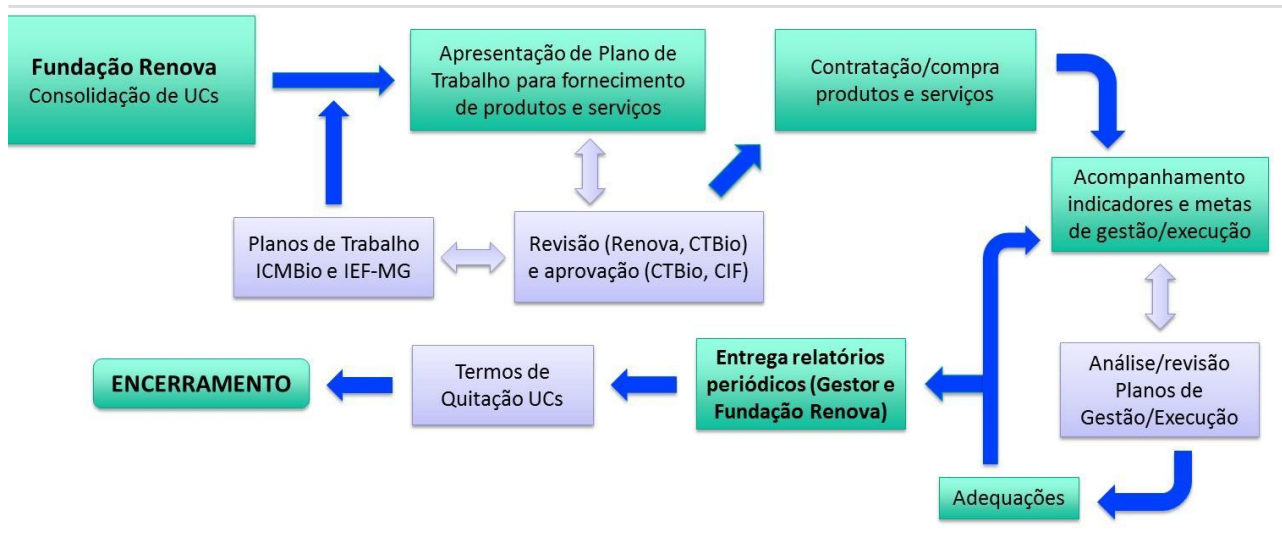 Fundação Renova
Consolidação de UCs
Apresentação de Plano de
Trabalho para fornecimento
de produtos e serviços
Contratação/compra
produtos e serviços
Acompanhamento
indicadores e metas
de gestão/execução
Planos de Trabalho
ICMBio e IEF-MG
Revisão (Renova, CTBio)
e aprovação (CTBio, CIF)
ENCERRAMENTO
Termos de
Quitação UCs
Entrega relatórios
periódicos (Gestor e
Fundação Renova)
Análise/revisão
Planos de
Gestão/Execução
Adequações